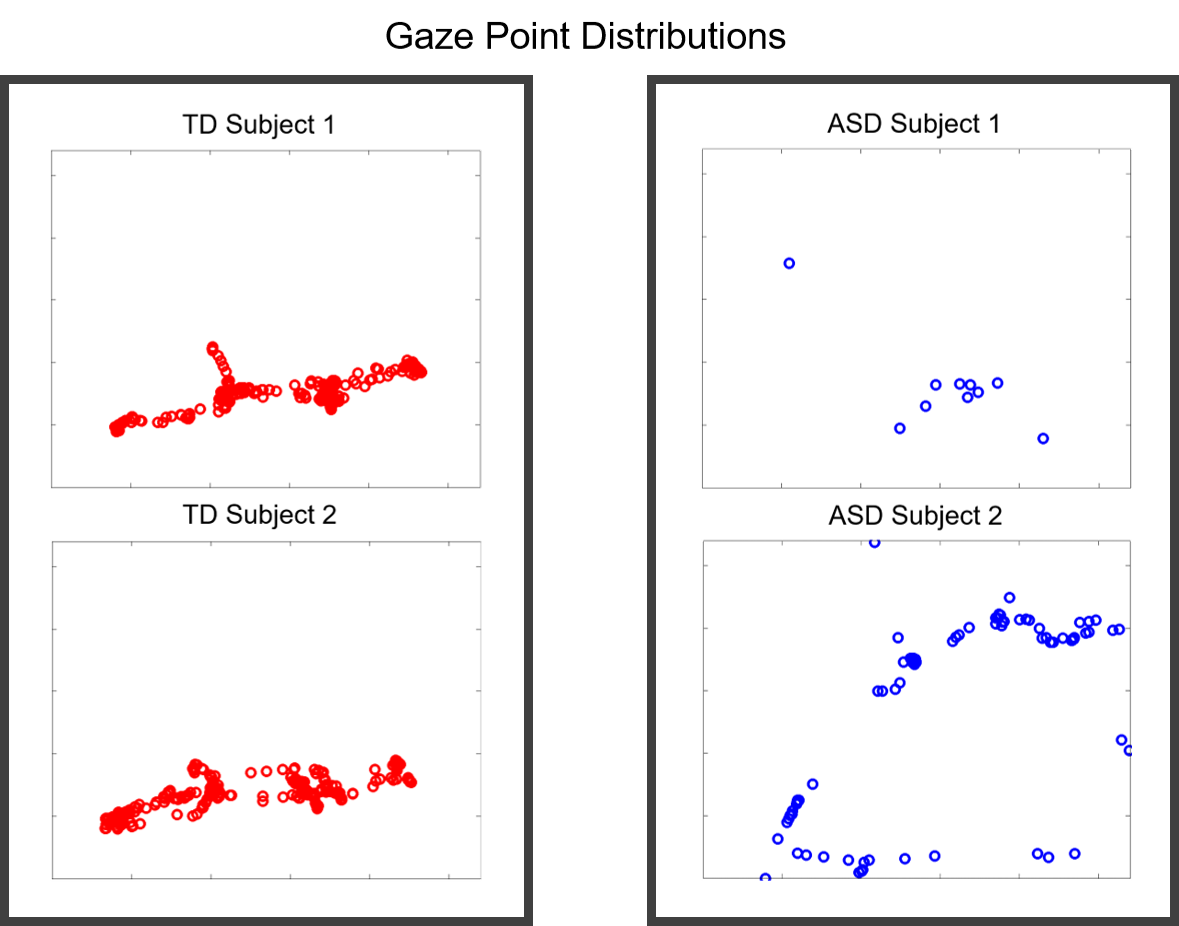 Gaze Point Distributions
TD Subject 1
ASD Subject 1
TD Subject 2
ASD Subject 2